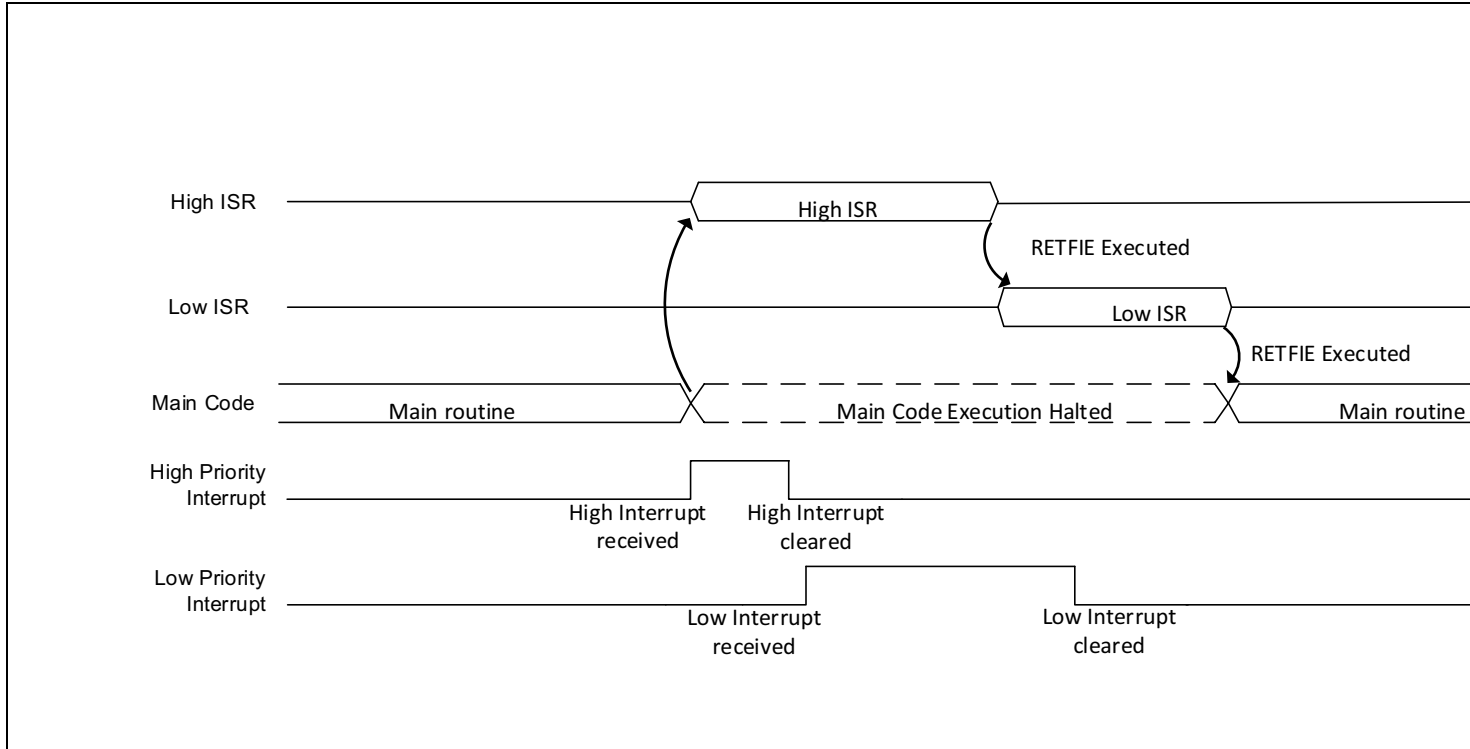 High ISR
High ISR
RETFIE Executed
Low ISR
Low ISR
RETFIE Executed
Main Code
Main routine
Main Code Execution Halted
Main routine
High Priority
Interrupt
High Interrupt
received
High Interrupt
cleared
Low Priority
Interrupt
Low Interrupt
received
Low Interrupt
cleared